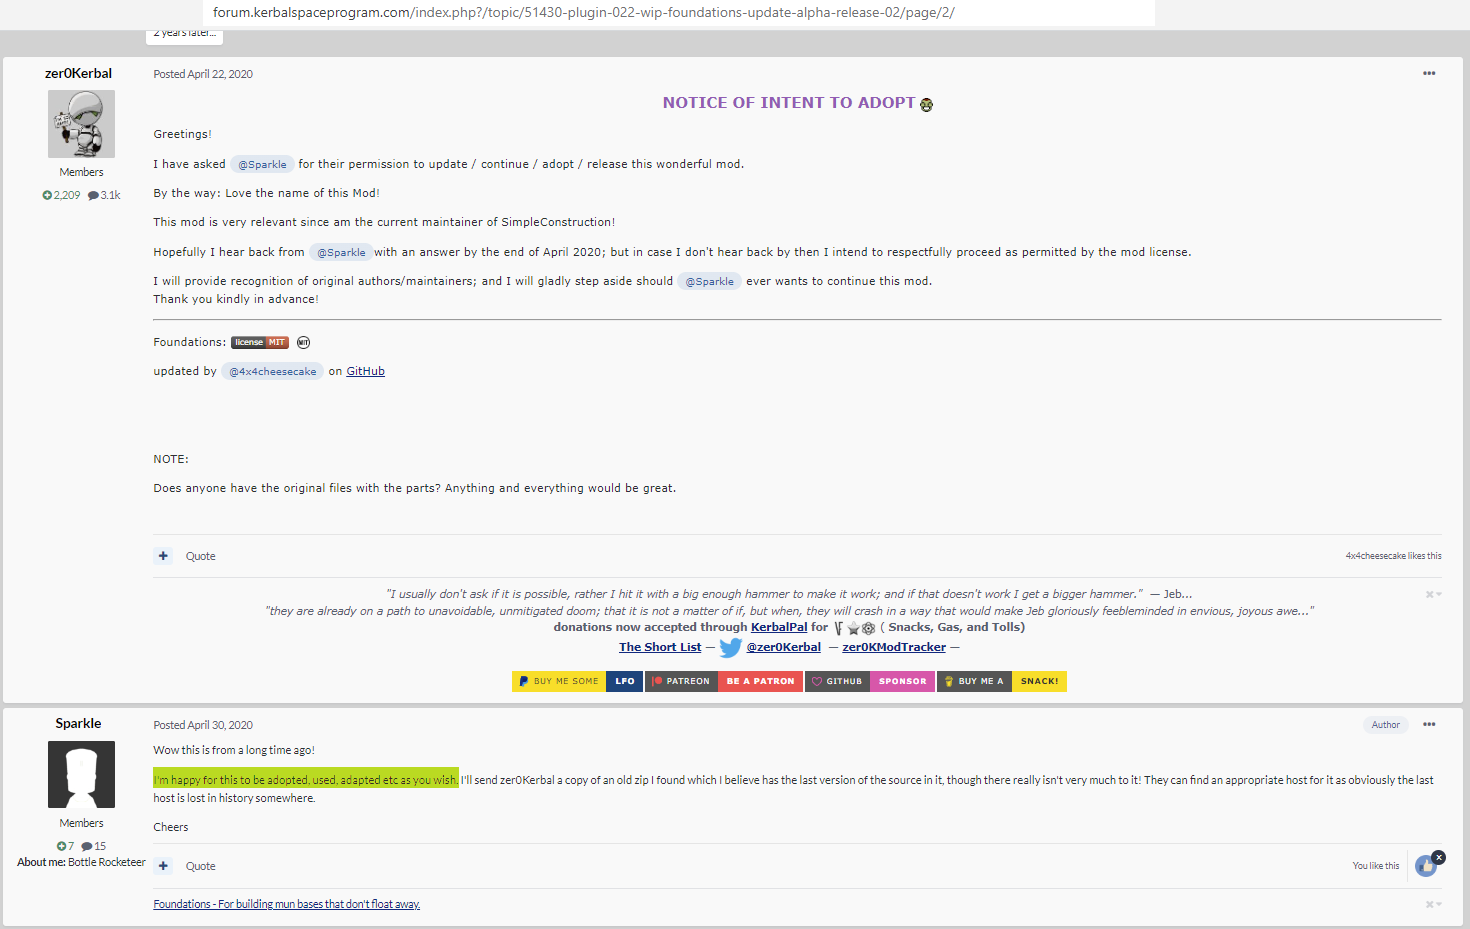 forum.kerbalspaceprogram.com/index.php?/topic/51430-plugin-022-wip-foundations-update-alpha-release-02/page/2/
2 years later...
zer0Kerbal
Posted April 22, 2020
NOTICE OF INTENT TO ADOPT
Greetings!
I have asked @Sparkle for their permission to update / continue / adopt / release this wonderful mod.
Members
By the way: Love the name of this Mod!
2,209 3.1k
This mod is very relevant since am the current maintainer of SimpleConstruction!
Hopefully I hear back from @Sparkle with an answer by the end of April 2020; but in case I don't hear back by then I intend to respectfully proceed as permitted by the mod license.
I will provide recognition of original authors/maintainers; and I will gladly step aside should @Sparkle ever wants to continue this mod.
Thank you kindly in advance!
Foundations: license MIT MIT
updated by @4x4cheesecake on GitHub
NOTE:
Does anyone have the original files with the parts? Anything and everything would be great.
+ Quote
4x4cheesecake likes this
"I usually don't ask if it is possible, rather I hit it with a big enough hammer to make it work; and if that doesn't work I get a bigger hammer." — Jeb...
"they are already on a path to unavoidable, unmitigated doom; that it is not a matter of if, but when, they will crash in a way that would make Jeb gloriously feebleminded in envious, joyous awe..."
donations now accepted through KerbalPal for ( Snacks, Gas, and Tolls)
The Short List — @zer0Kerbal — zer0KModTracker —
BUY ME SOME LFO PATREON BE A PATRON GITHUB SPONSOR BUY ME A SNACK!
Sparkle
Posted April 30, 2020
Author
Wow this is from a long time ago!
I'm happy for this to be adopted, used, adapted etc as you wish. I'll send zer0Kerbal a copy of an old zip I found which I believe has the last version of the source in it, though there really isn't very much to it! They can find an appropriate host for it as obviously the last
host is lost in history somewhere.
Members
Cheers
7 15
About me: Bottle Rocketeer
+ Quote
You like this
Foundations - For building mun bases that don't float away.